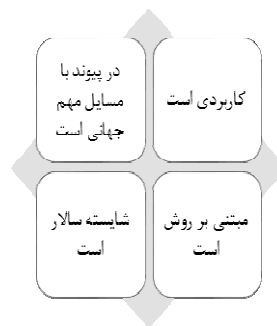 کاربردی است
در پیوند با
مسایل مهم
جهانی است
مبتنی بر روش
است
شایسته سالار
است